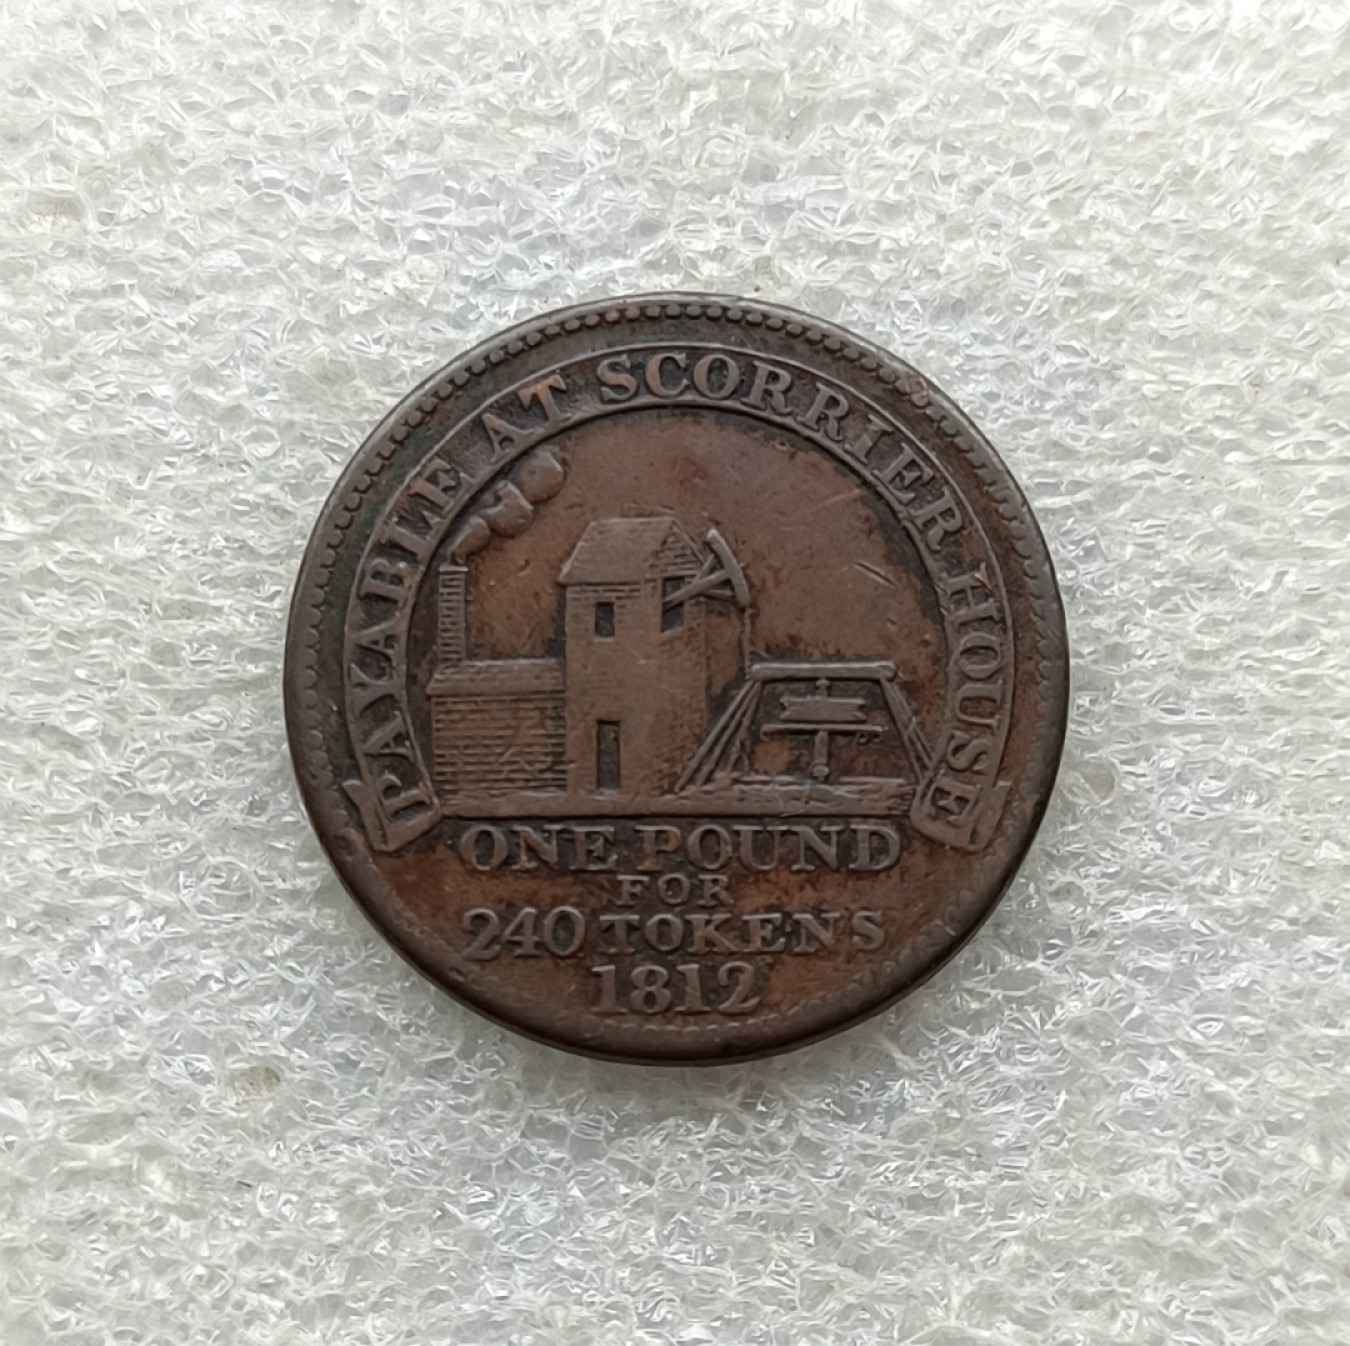 PAYABLE AT SCORRIER HOUSE
ONE POUND
FOR
240 TOKENS
1812